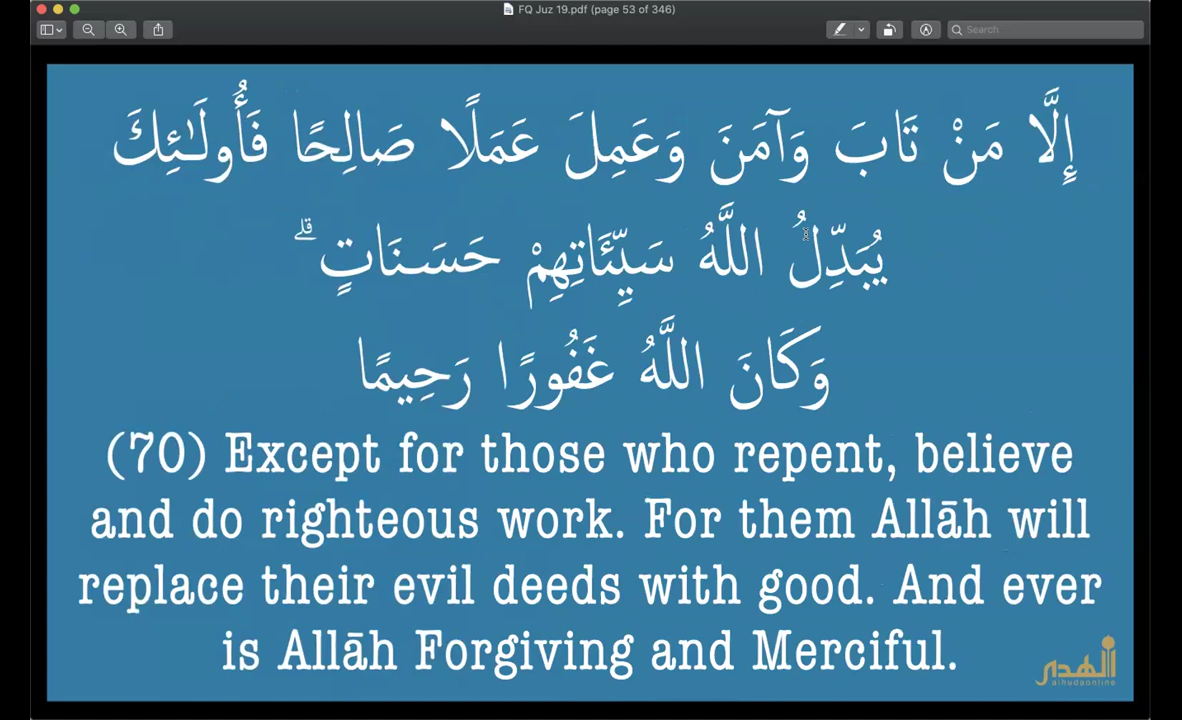 FQ Juz 19.pdf (page 53 of 346)
Search
إِلَّا مَنْ تَابَ وَآمَنَ وَعَمِلَ عَمَلًا صَالِحًا فَأُولَـٰئِكَ
يُبَدِّلُ اللَّهُ سَيِّئَاتِهِمْ حَسَنَاتٍ ۗ
وَكَانَ اللَّهُ غَفُورًا رَحِيمًا
(70) Except for those who repent, believe
and do righteous work. For them Allāh will
replace their evil deeds with good. And ever
is Allāh Forgiving and Merciful.
الهدى
alhudaonline